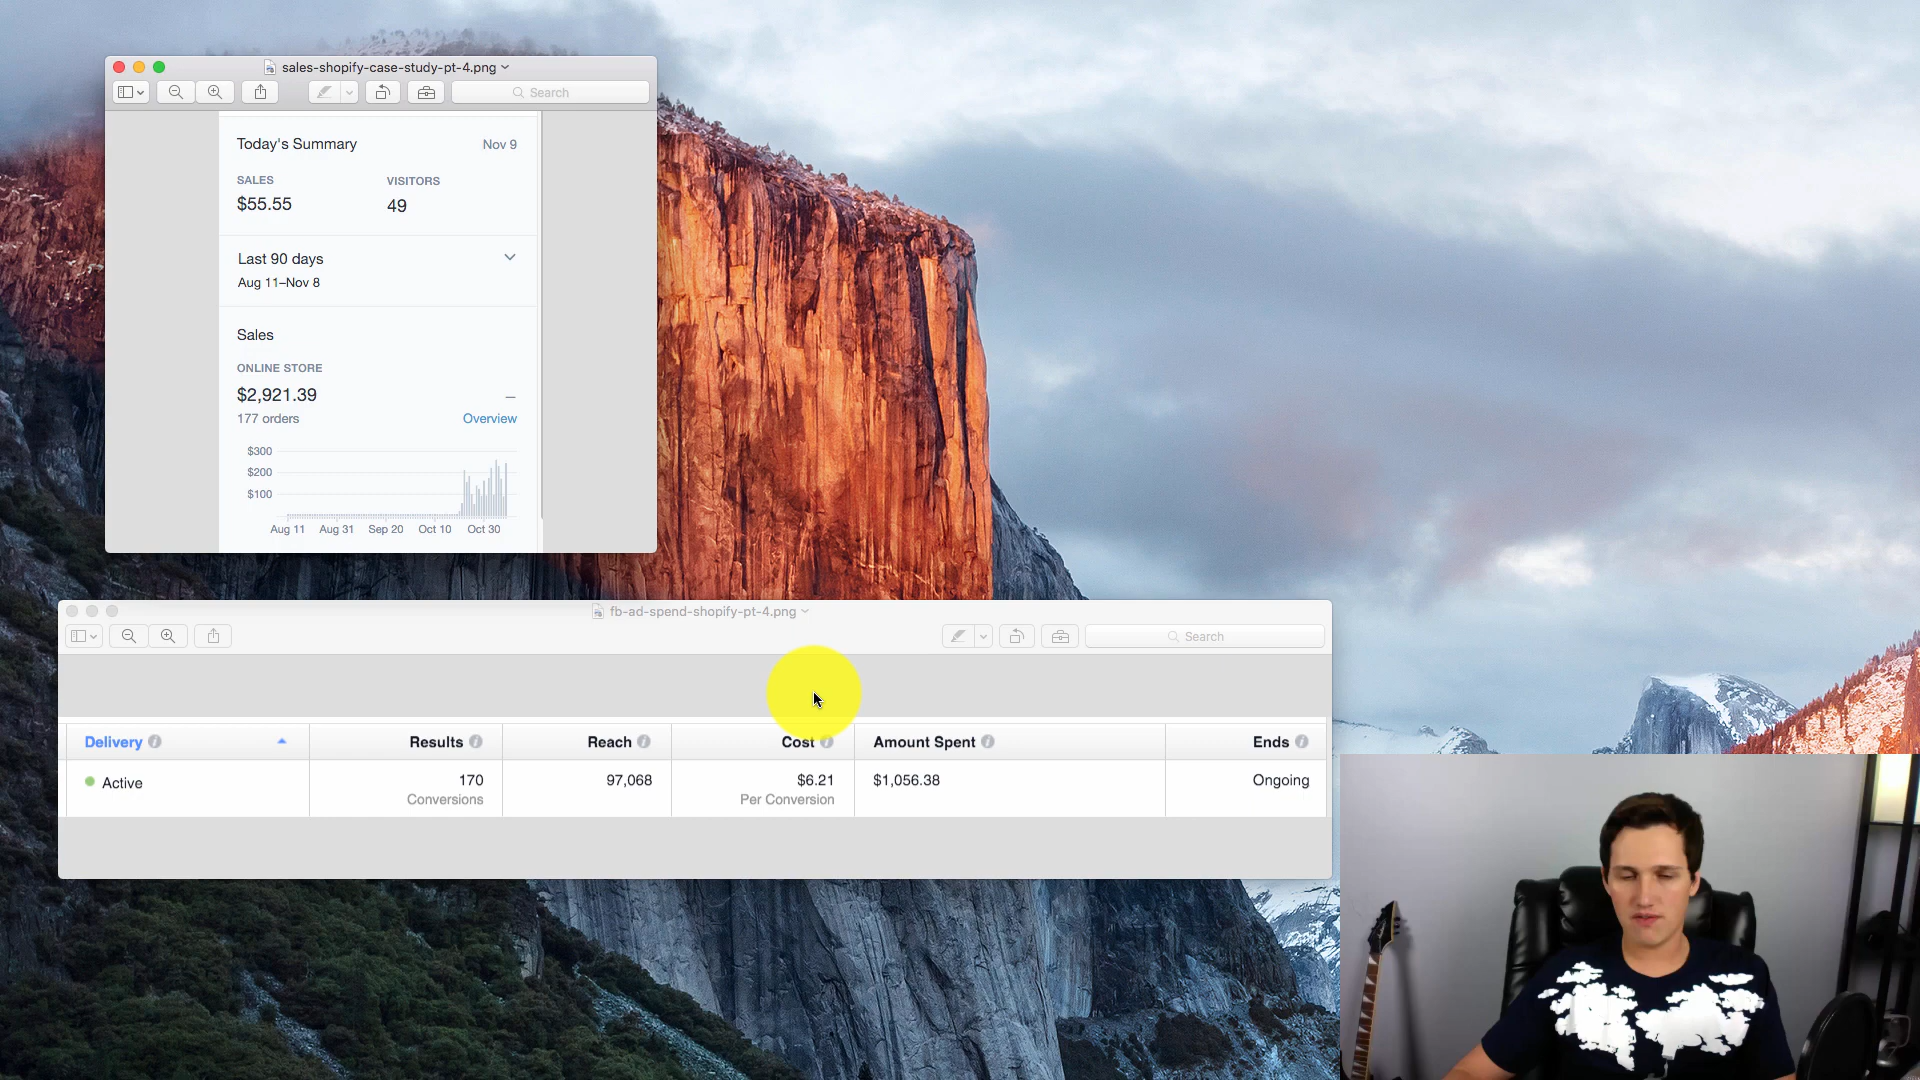 sales-shopify-case-study-pt-4.png
Search
Today's Summary Nov 9
SALES VISITORS
$55.55 49
Last 90 days
Aug 11–Nov 8
Sales
ONLINE STORE
$2,921.39 –
177 orders Overview
$300
$200
$100
Aug 11 Aug 31 Sep 20 Oct 10 Oct 30
fb-ad-spend-shopify-pt-4.png
Search
Delivery Results Reach Cost Amount Spent Ends
Active 170 97,068 $6.21 $1,056.38 Ongoing
Conversions Per Conversion